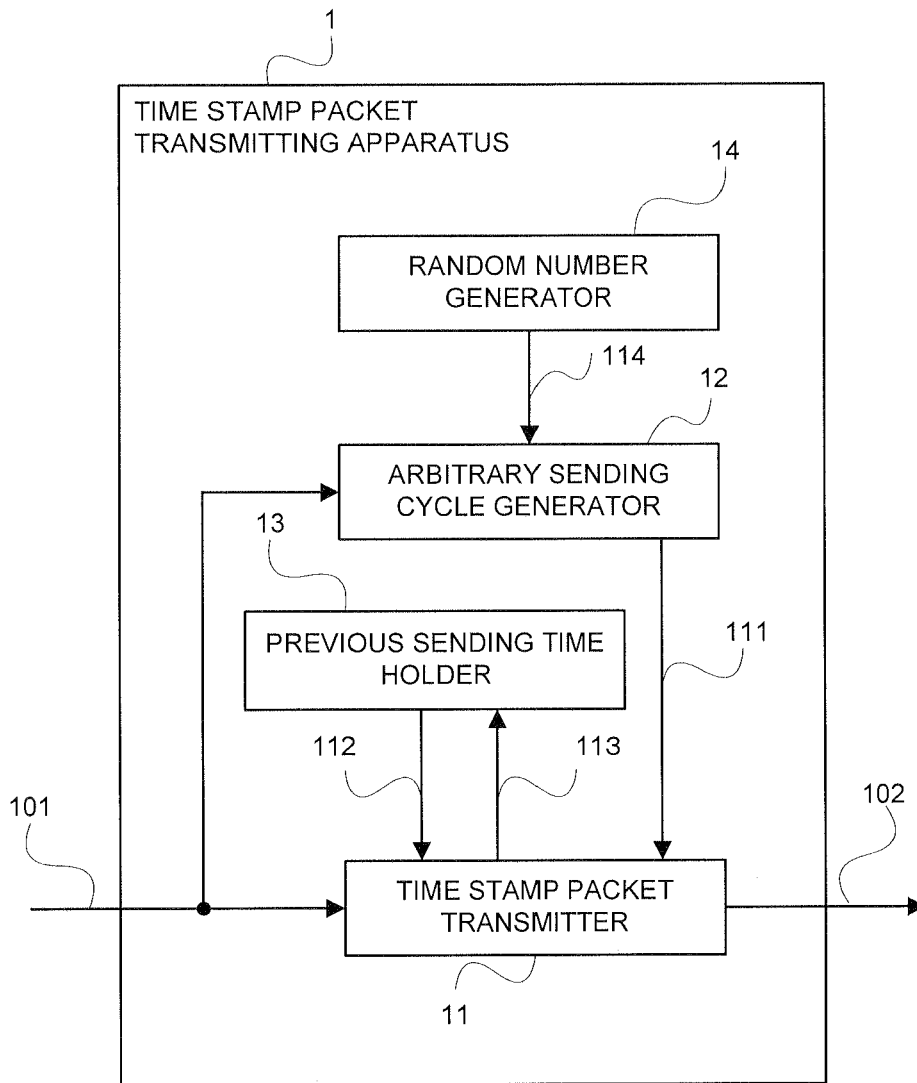 1
TIME STAMP PACKET
TRANSMITTING APPARATUS
14
RANDOM NUMBER
GENERATOR
114
12
ARBITRARY SENDING
CYCLE GENERATOR
13
PREVIOUS SENDING TIME
HOLDER
111
112
113
101
102
TIME STAMP PACKET
TRANSMITTER
11